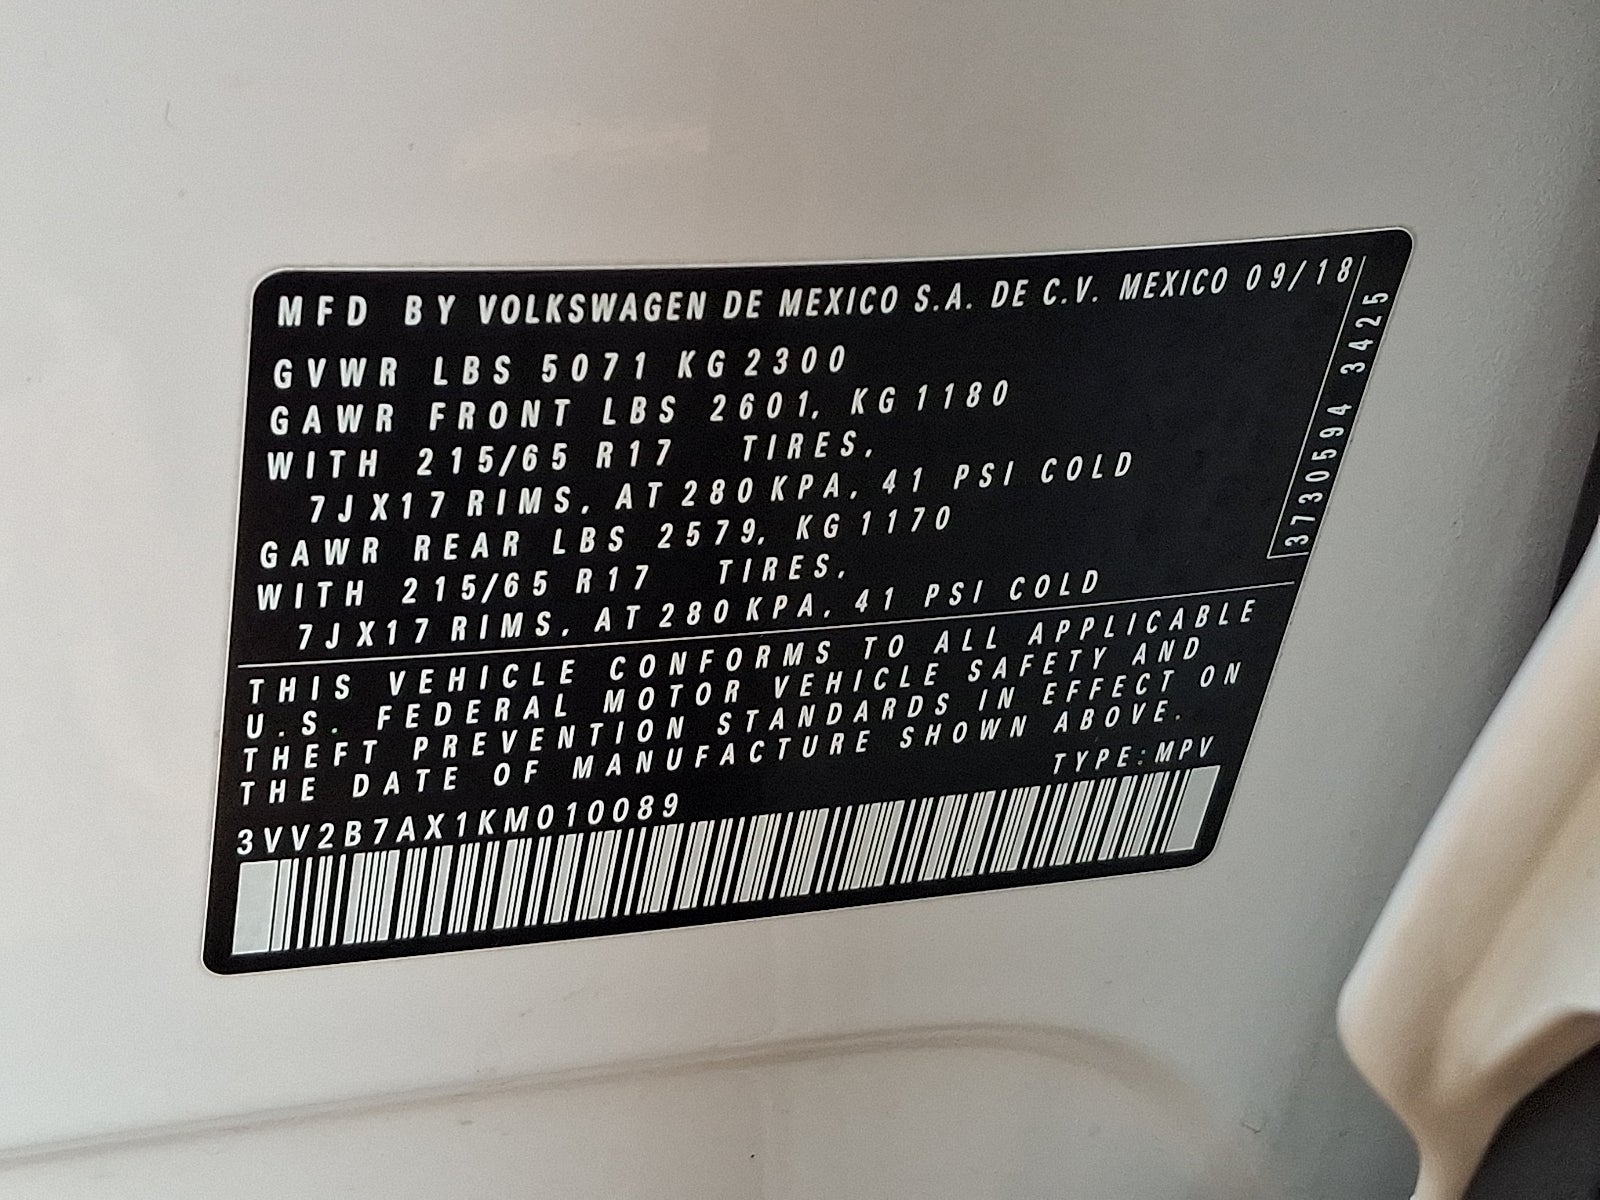 MFD BY VOLKSWAGEN DE MEXICO S.A. DE C.V. MEXICO 09/18
GVWR LBS 5071 KG 2300
GAWR FRONT LBS 2601, KG 1180
WITH 215/65 R17 TIRES,
7JX17 RIMS, AT 280 KPA, 41 PSI COLD
GAWR REAR LBS 2579, KG 1170
WITH 215/65 R17 TIRES,
7JX17 RIMS, AT 280 KPA, 41 PSI COLD
3730594 3425
THIS VEHICLE CONFORMS TO ALL APPLICABLE
U.S. FEDERAL MOTOR VEHICLE SAFETY AND
THEFT PREVENTION STANDARDS IN EFFECT ON
THE DATE OF MANUFACTURE SHOWN ABOVE.
TYPE: MPV
3VV2B7AX1KM010089